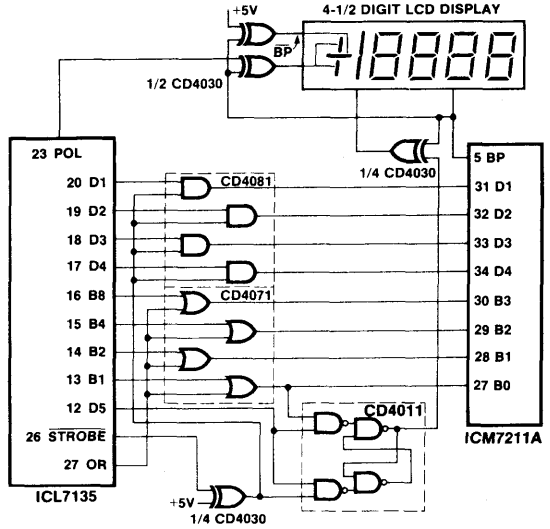 4-1/2 DIGIT LCD DISPLAY
+5V
BP
1/2 CD4030
23 POL
1/4 CD4030
5 BP
20 D1
CD4081
31 D1
19 D2
32 D2
18 D3
33 D3
17 D4
34 D4
16 B8
CD4071
30 B3
15 B4
29 B2
14 B2
28 B1
13 B1
27 B0
12 D5
CD4011
26 STROBE
ICM7211A
27 OR
+5V
ICL7135
1/4 CD4030